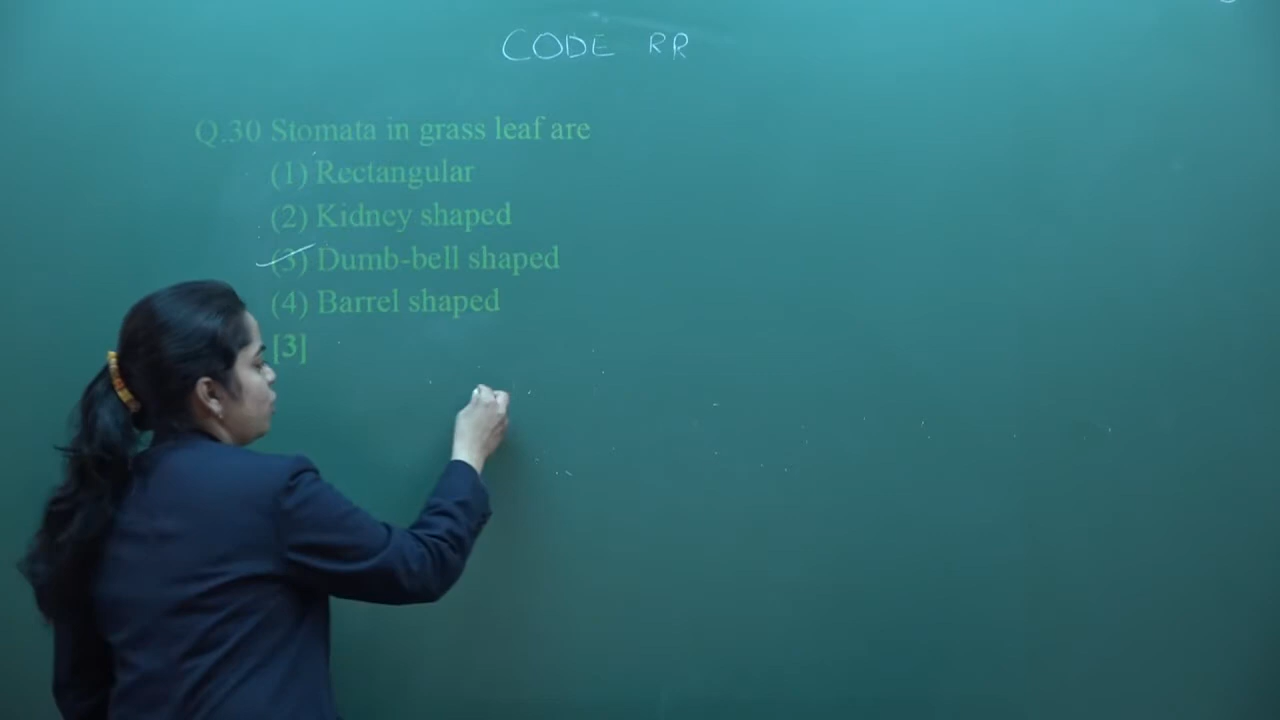 CODE RR
Q.30 Stomata in grass leaf are
(1) Rectangular
(2) Kidney shaped
(3) Dumb-bell shaped
(4) Barrel shaped
[3]